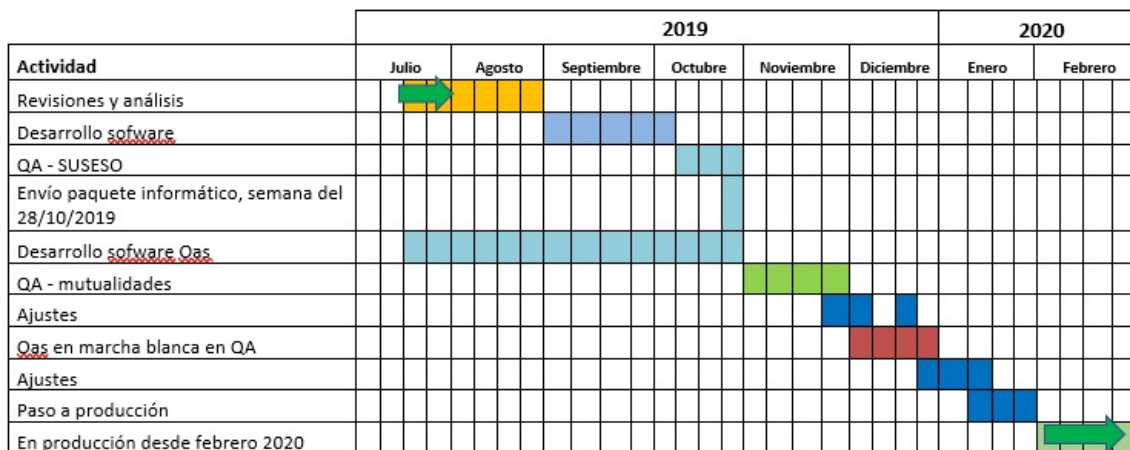 2019 2020
Actividad Julio Agosto Septiembre Octubre Noviembre Diciembre Enero Febrero
Revisiones y análisis
Desarrollo sofware
QA - SUSESO
Envío paquete informático, semana del
28/10/2019
Desarrollo sofware Oas
QA - mutualidades
Ajustes
Oas en marcha blanca en QA
Ajustes
Paso a producción
En producción desde febrero 2020